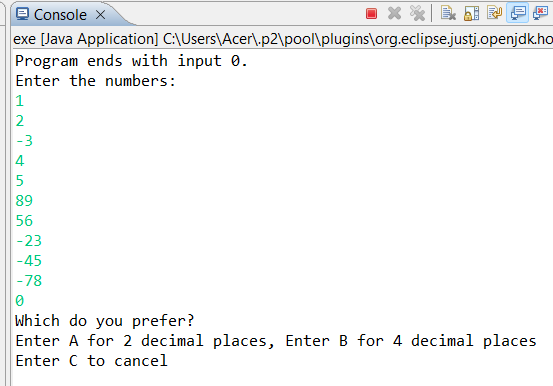 Console
exe [Java Application] C:\Users\Acer\.p2\pool\plugins\org.eclipse.justj.openjdk.ho
Program ends with input 0.
Enter the numbers:
1
2
-3
4
5
89
56
-23
-45
-78
0
Which do you prefer?
Enter A for 2 decimal places, Enter B for 4 decimal places
Enter C to cancel